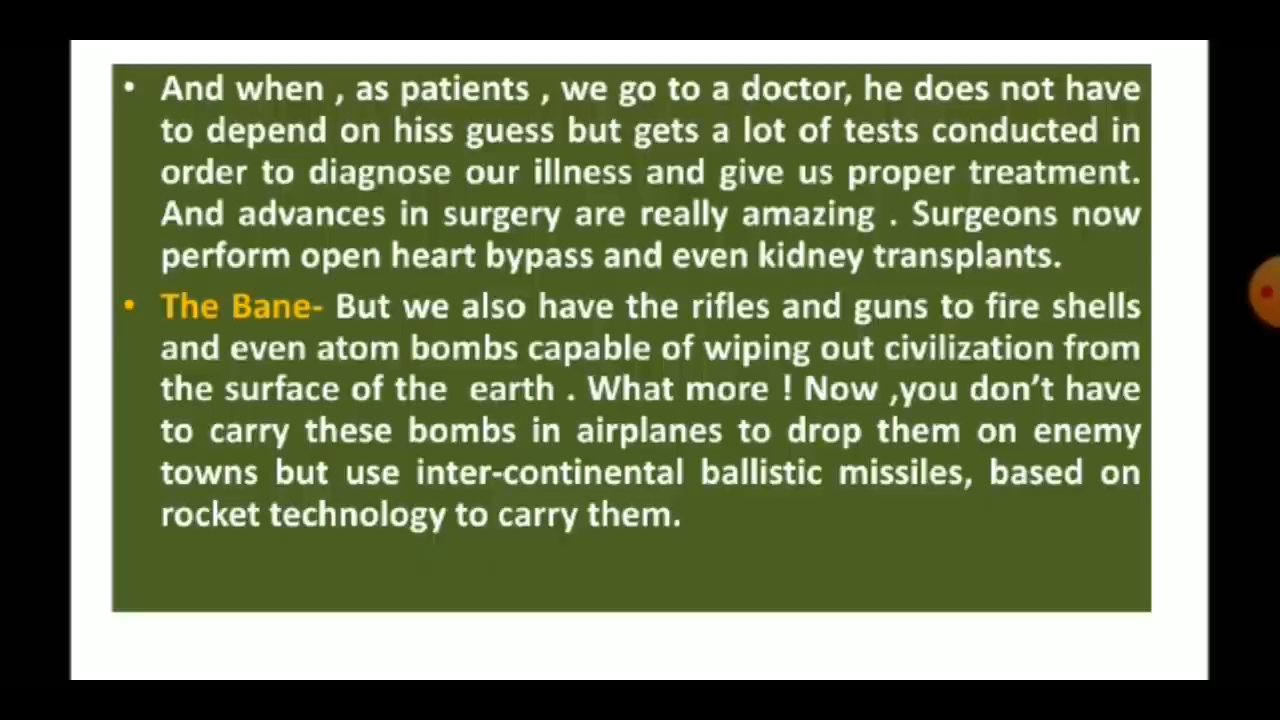 • And when , as patients , we go to a doctor, he does not have
to depend on hiss guess but gets a lot of tests conducted in
order to diagnose our illness and give us proper treatment.
And advances in surgery are really amazing . Surgeons now
perform open heart bypass and even kidney transplants.
• The Bane- But we also have the rifles and guns to fire shells
and even atom bombs capable of wiping out civilization from
the surface of the earth . What more ! Now ,you don’t have
to carry these bombs in airplanes to drop them on enemy
towns but use inter-continental ballistic missiles, based on
rocket technology to carry them.